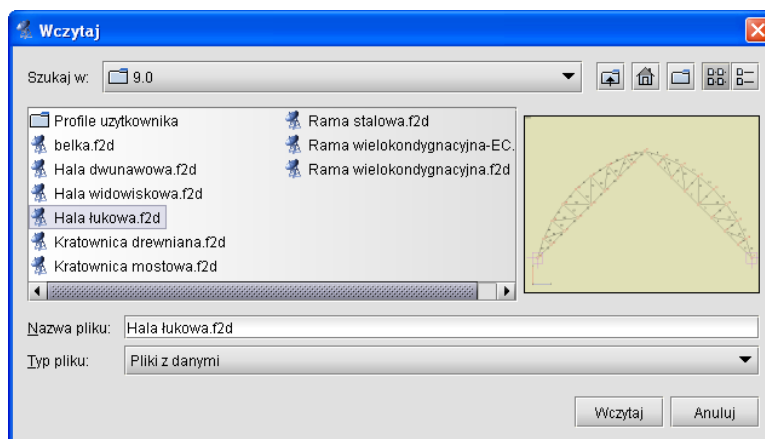 Wczytaj
Szukaj w: 9.0
Profile uzytkownika
belka.f2d
Hala dwunawowa.f2d
Hala widowiskowa.f2d
Hala łukowa.f2d
Kratownica drewniana.f2d
Kratownica mostowa.f2d
Rama stalowa.f2d
Rama wielokondygnacyjna-EC.
Rama wielokondygnacyjna.f2d
Nazwa pliku: Hala łukowa.f2d
Typ pliku: Pliki z danymi
Wczytaj Anuluj